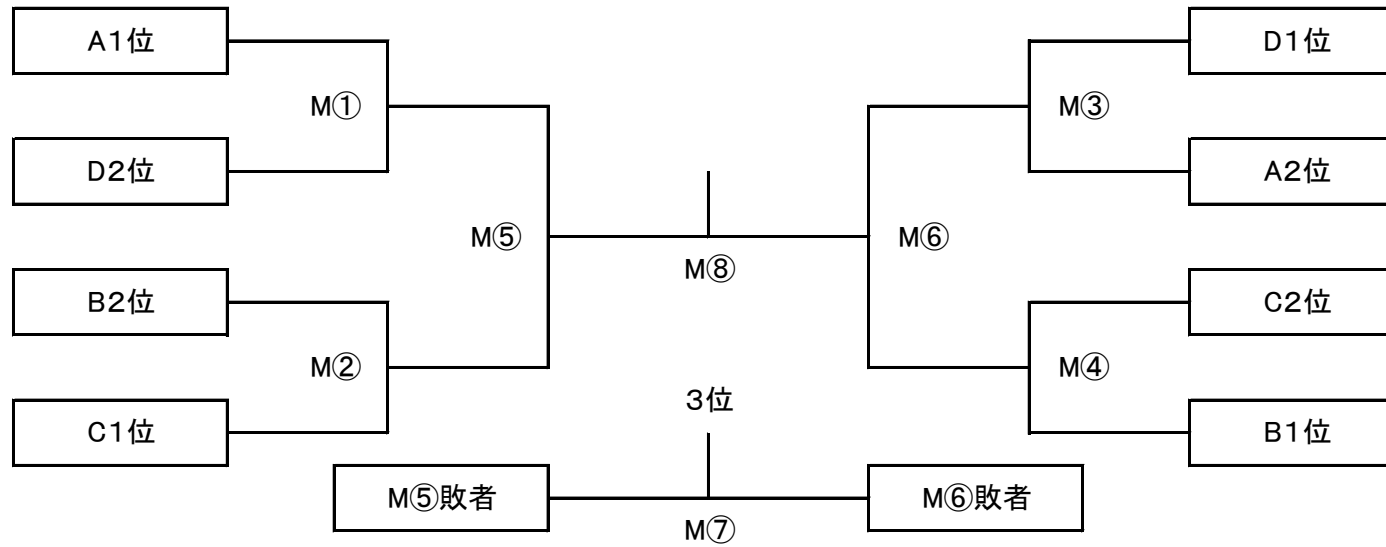 A1位
D1位
M①
M③
D2位
A2位
M⑤
M⑥
M⑧
B2位
C2位
M②
M④
3位
C1位
B1位
M⑤敗者
M⑥敗者
M⑦